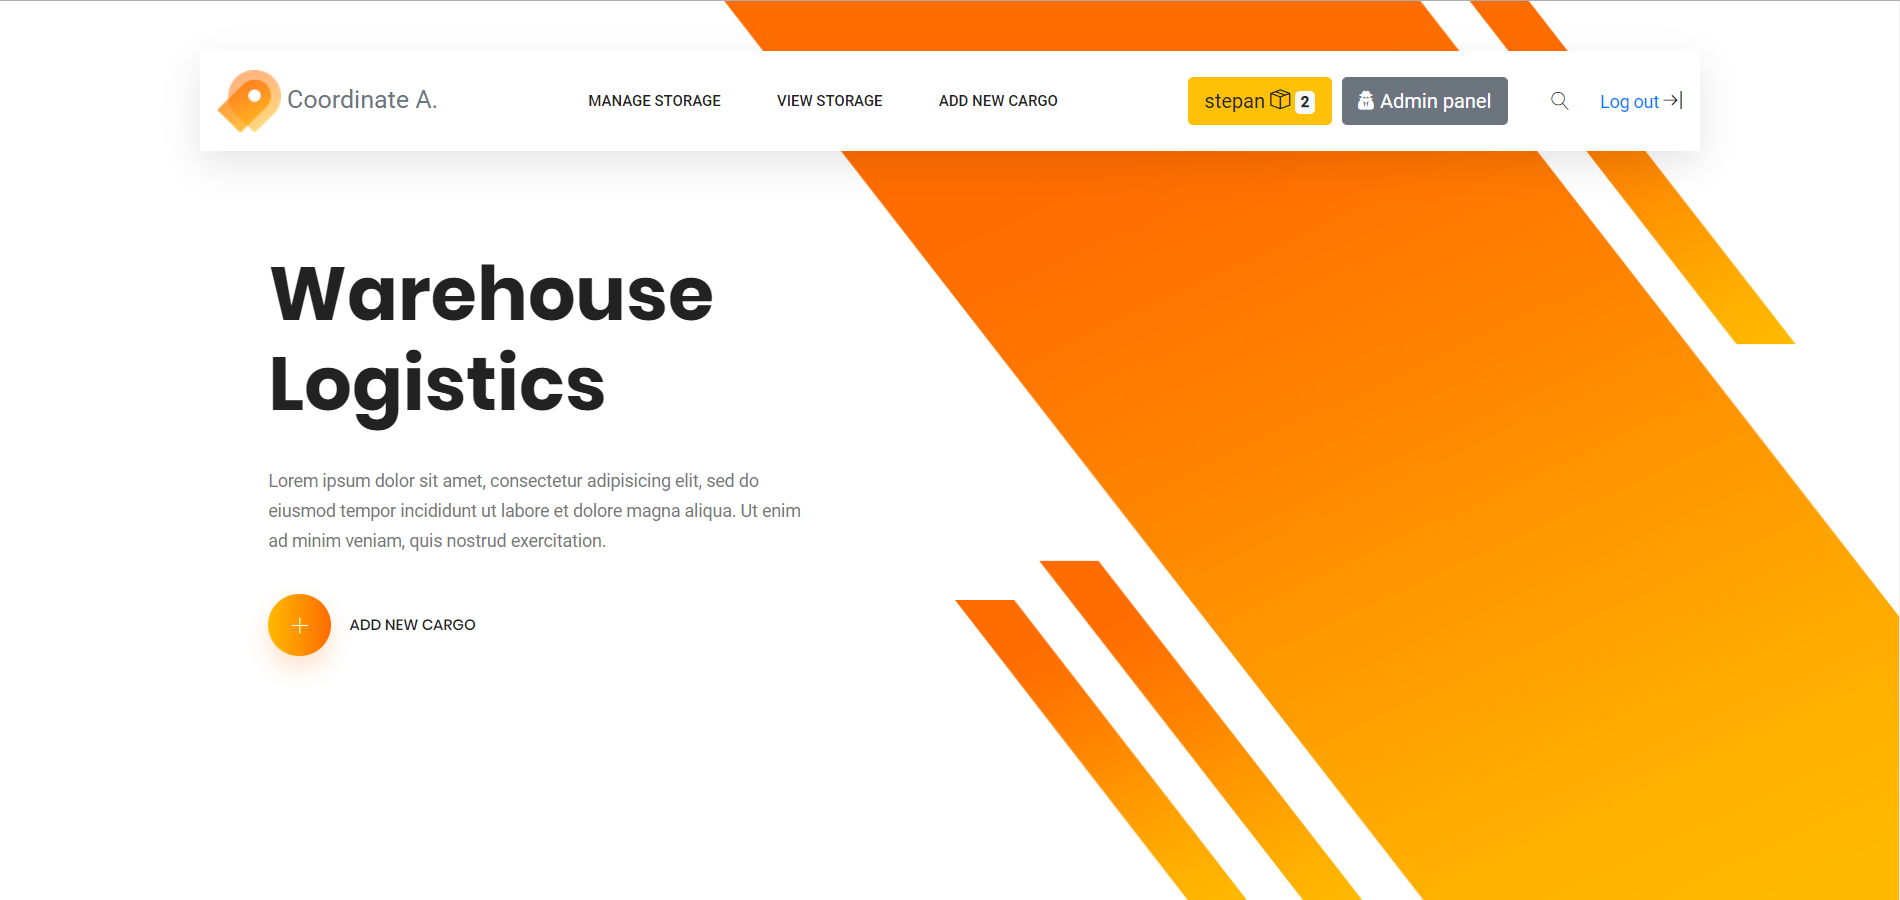 Coordinate A.
MANAGE STORAGE
VIEW STORAGE
ADD NEW CARGO
stepan 2
Admin panel
Log out
Warehouse
Logistics
Lorem ipsum dolor sit amet, consectetur adipisicing elit, sed do
eiusmod tempor incididunt ut labore et dolore magna aliqua. Ut enim
ad minim veniam, quis nostrud exercitation.
ADD NEW CARGO